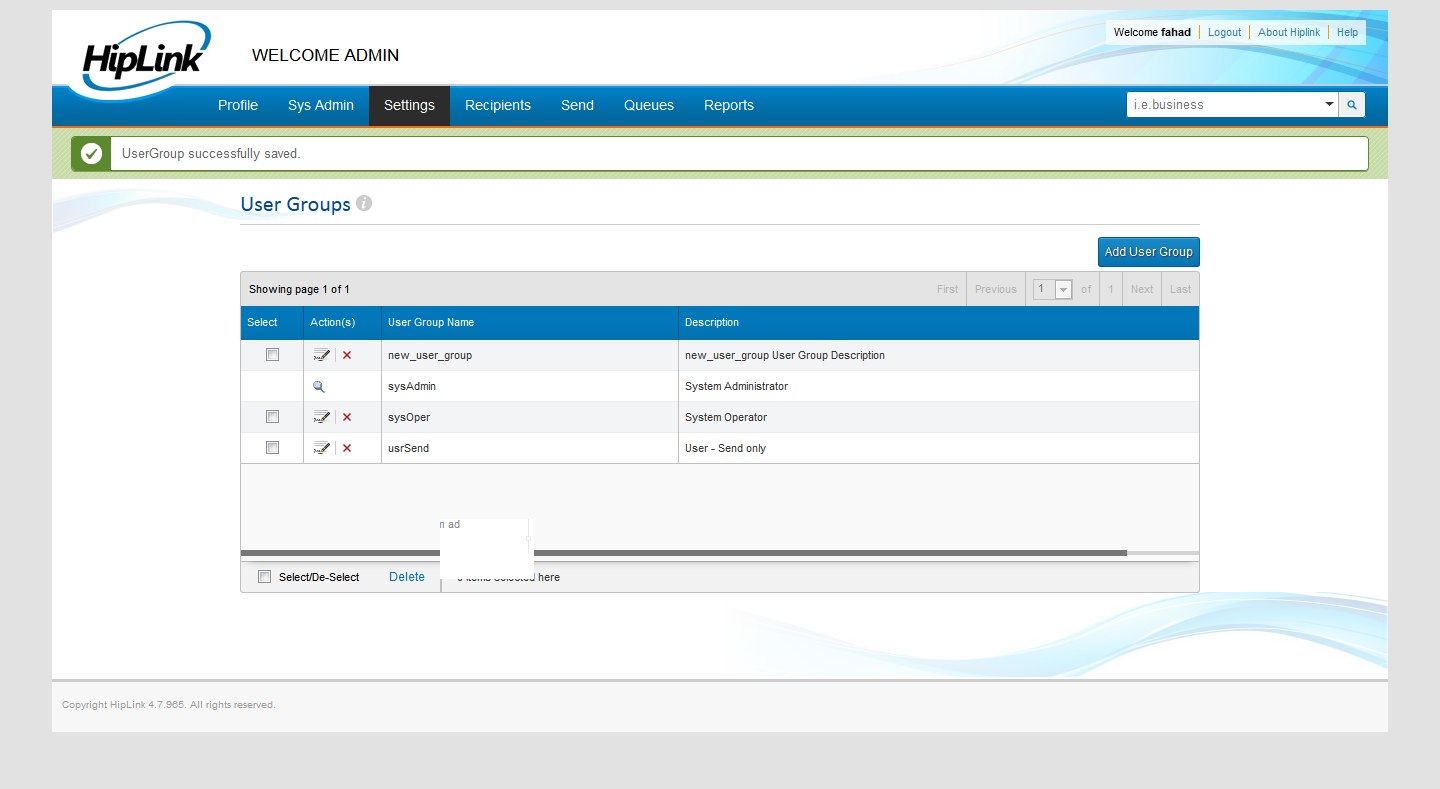 HipLink
WELCOME ADMIN
Welcome fahad Logout About Hiplink Help
Profile Sys Admin Settings Recipients Send Queues Reports
i.e.business
UserGroup successfully saved.
User Groups
Add User Group
Showing page 1 of 1 First Previous 1 of 1 Next Last
Select Action(s) User Group Name Description
new_user_group new_user_group User Group Description
sysAdmin System Administrator
sysOper System Operator
usrSend User - Send only
ad
Select/De-Select Delete items selected here
Copyright HipLink 4.7.965. All rights reserved.